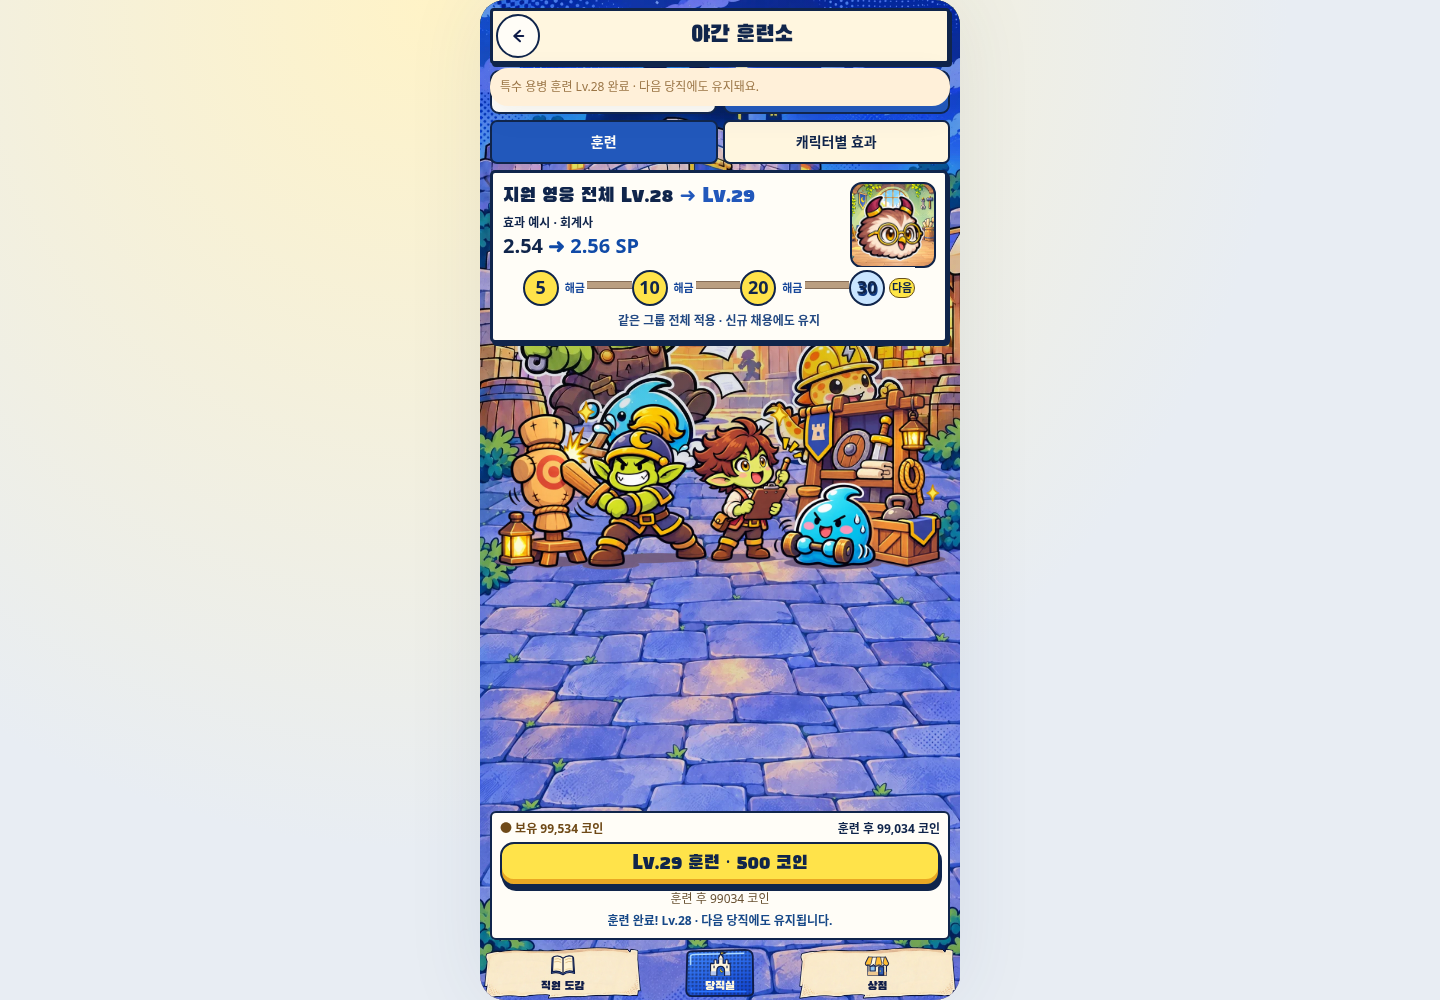 야간 훈련소
특수 용병 훈련 Lv.28 완료 · 다음 당직에도 유지돼요.
훈련
캐릭터별 효과
지원 영웅 전체 Lv.28 → Lv.29
효과 예시 · 회계사
2.54 → 2.56 SP
5 해금 10 해금 20 해금 30 다음
같은 그룹 전체 적용 · 신규 채용에도 유지
보유 99,534 코인
훈련 후 99,034 코인
Lv.29 훈련 · 500 코인
훈련 후 99034 코인
훈련 완료! Lv.28 · 다음 당직에도 유지됩니다.
직원 도감
당직실
상점